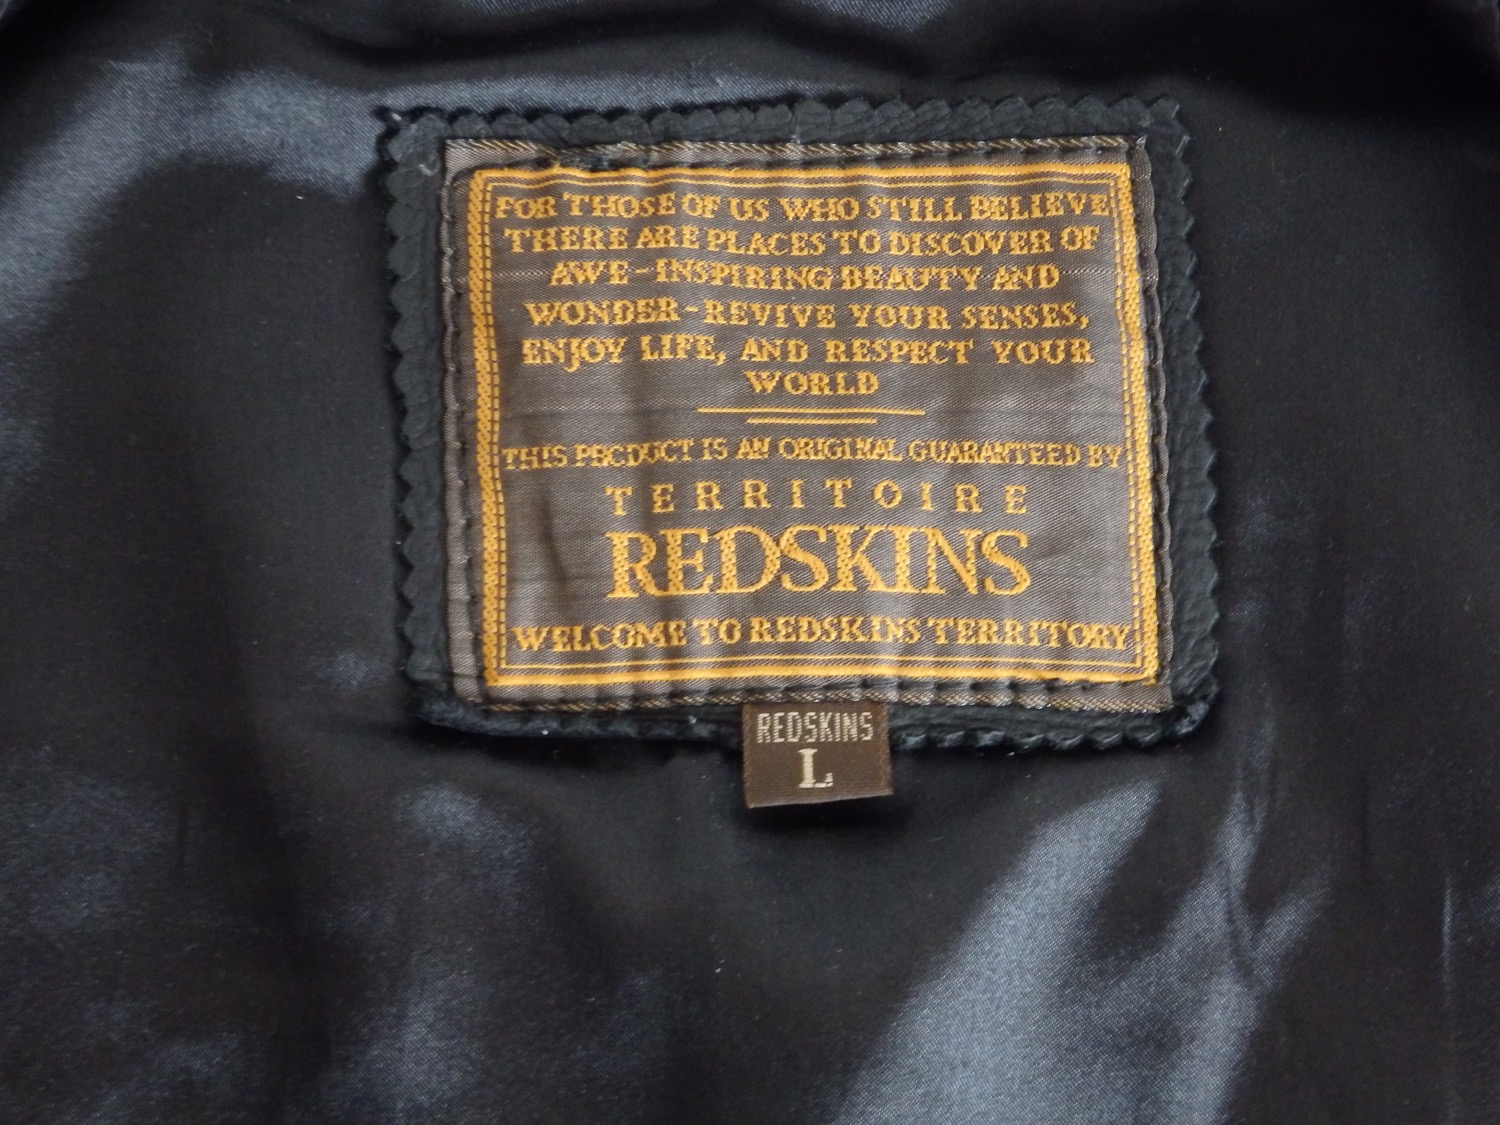 FOR THOSE OF US WHO STILL BELIEVE
THERE ARE PLACES TO DISCOVER OF
AWE-INSPIRING BEAUTY AND
WONDER-REVIVE YOUR SENSES,
ENJOY LIFE, AND RESPECT YOUR
WORLD
THIS PRODUCT IS AN ORIGINAL GUARANTEED BY
TERRITOIRE
REDSKINS
WELCOME TO REDSKINS TERRITORY
REDSKINS
L